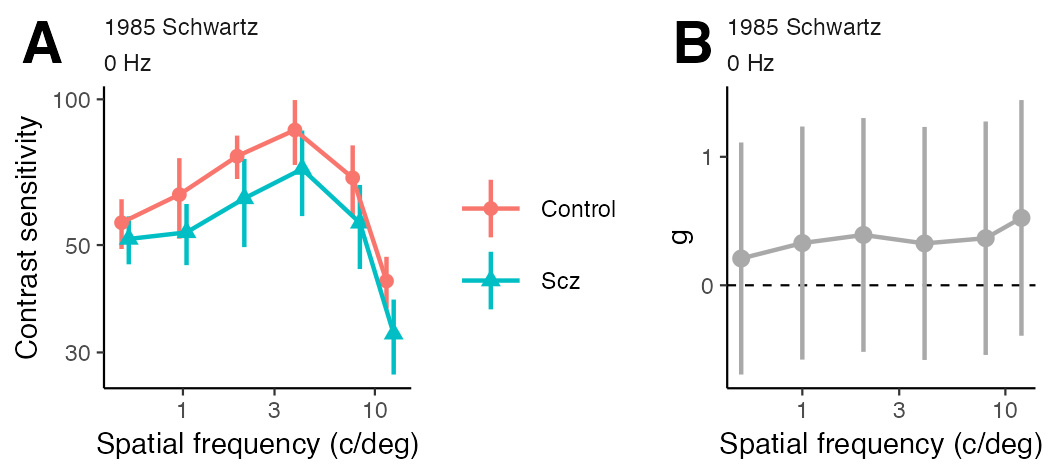 A
1985 Schwartz
0 Hz
100
50
30
Contrast sensitivity
1
3
10
Spatial frequency (c/deg)
Control
Scz
B
1985 Schwartz
0 Hz
1
0
g
1
3
10
Spatial frequency (c/deg)